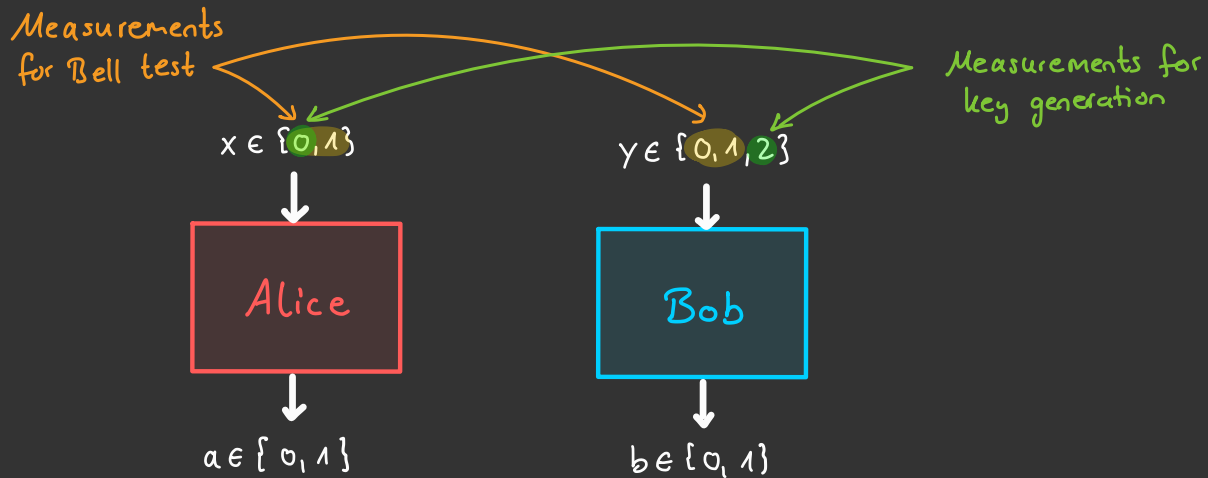 Measurements
for Bell test
Measurements for
key generation
x ∈ {0,1}
y ∈ {0,1,2}
Alice
Bob
a ∈ {0,1}
b ∈ {0,1}